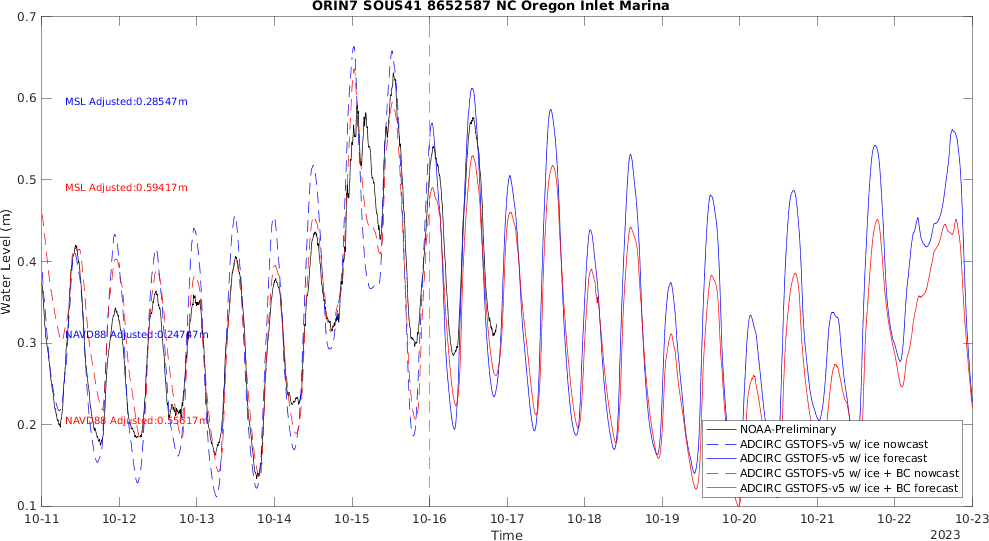 ORIN7 SOUS41 8652587 NC Oregon Inlet Marina
0.7
0.6
0.5
0.4
0.3
0.2
0.1
Water Level (m)
MSL Adjusted:0.28547m
MSL Adjusted:0.59417m
NAVD88 Adjusted:0.24747m
NAVD88 Adjusted:0.55617m
NOAA-Preliminary
ADCIRC GSTOFS-v5 w/ ice nowcast
ADCIRC GSTOFS-v5 w/ ice forecast
ADCIRC GSTOFS-v5 w/ ice + BC nowcast
ADCIRC GSTOFS-v5 w/ ice + BC forecast
10-11 10-12 10-13 10-14 10-15 10-16 10-17 10-18 10-19 10-20 10-21 10-22 10-23
Time
2023